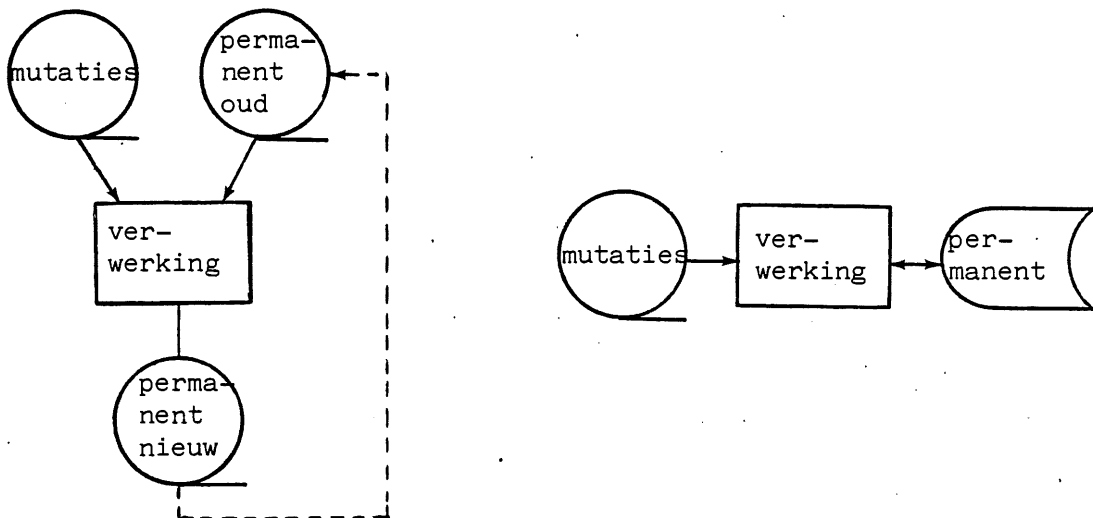 mutaties
perma-
nent
oud
ver-
werking
perma-
nent
nieuw
mutaties
ver-
werking
per-
manent